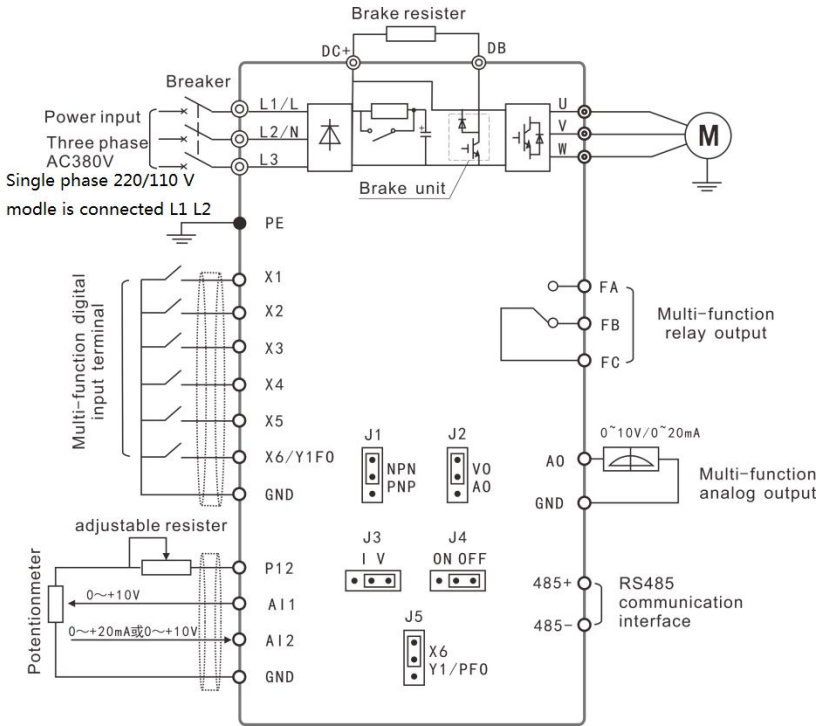 Brake resister
DC+
DB
Breaker
L1/L
U
Power input
L2/N
V
M
Three phase
AC380V
L3
W
Single phase 220/110 V
modle is connected L1 L2
Brake unit
PE
Multi-function digital
input terminal
X1
X2
X3
X4
X5
X6/Y1F0
GND
FA
FB
FC
Multi-function
relay output
J1
NPN
PNP
J2
VO
AO
0~10V/0~20mA
AO
GND
Multi-function
analog output
J3
I V
J4
ON OFF
adjustable resister
Potentionmeter
P12
0～+10V
AI1
0～+20mA或0～+10V
AI2
GND
485+
485-
RS485
communication
interface
J5
X6
Y1/PFO